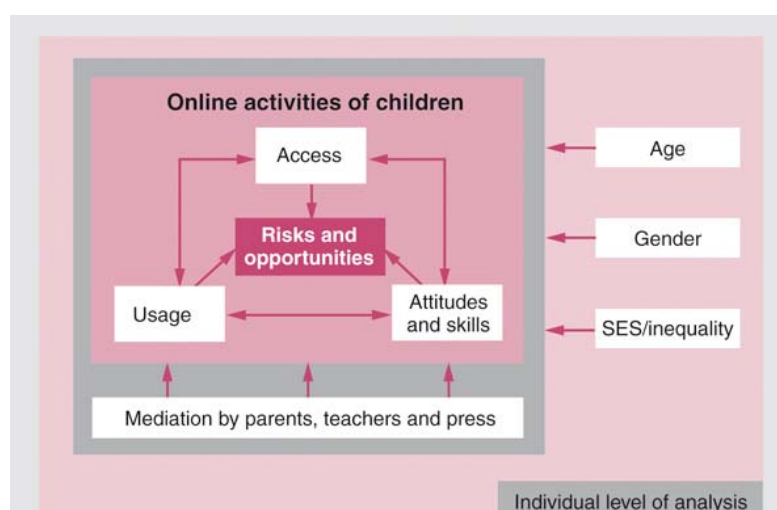 Online activities of children
Access
Age
Risks and
opportunities
Gender
Usage
Attitudes
and skills
SES/inequality
Mediation by parents, teachers and press
Individual level of analysis